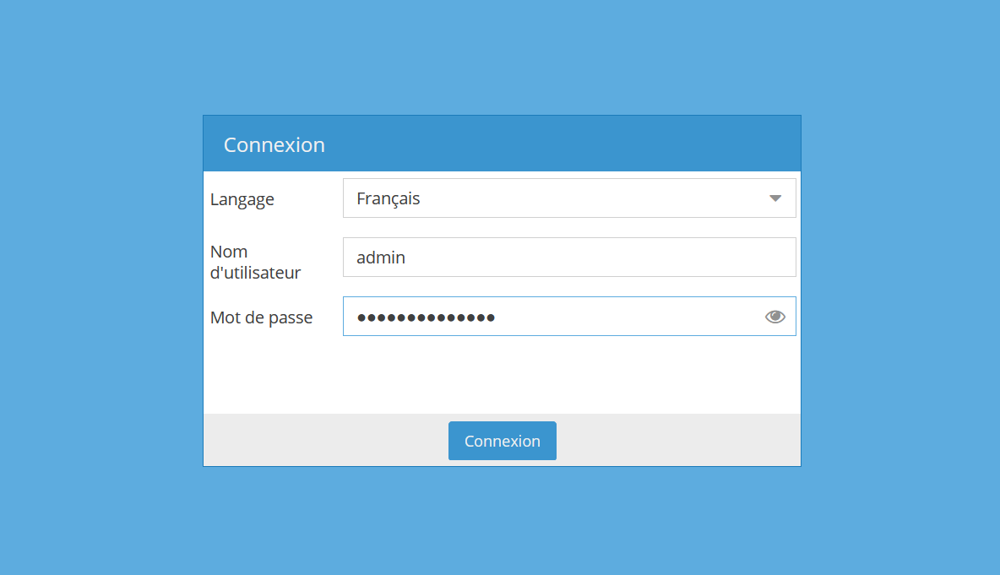 Connexion
Langage
Français
Nom
d'utilisateur
admin
Mot de passe
●●●●●●●●●●●●●●
Connexion